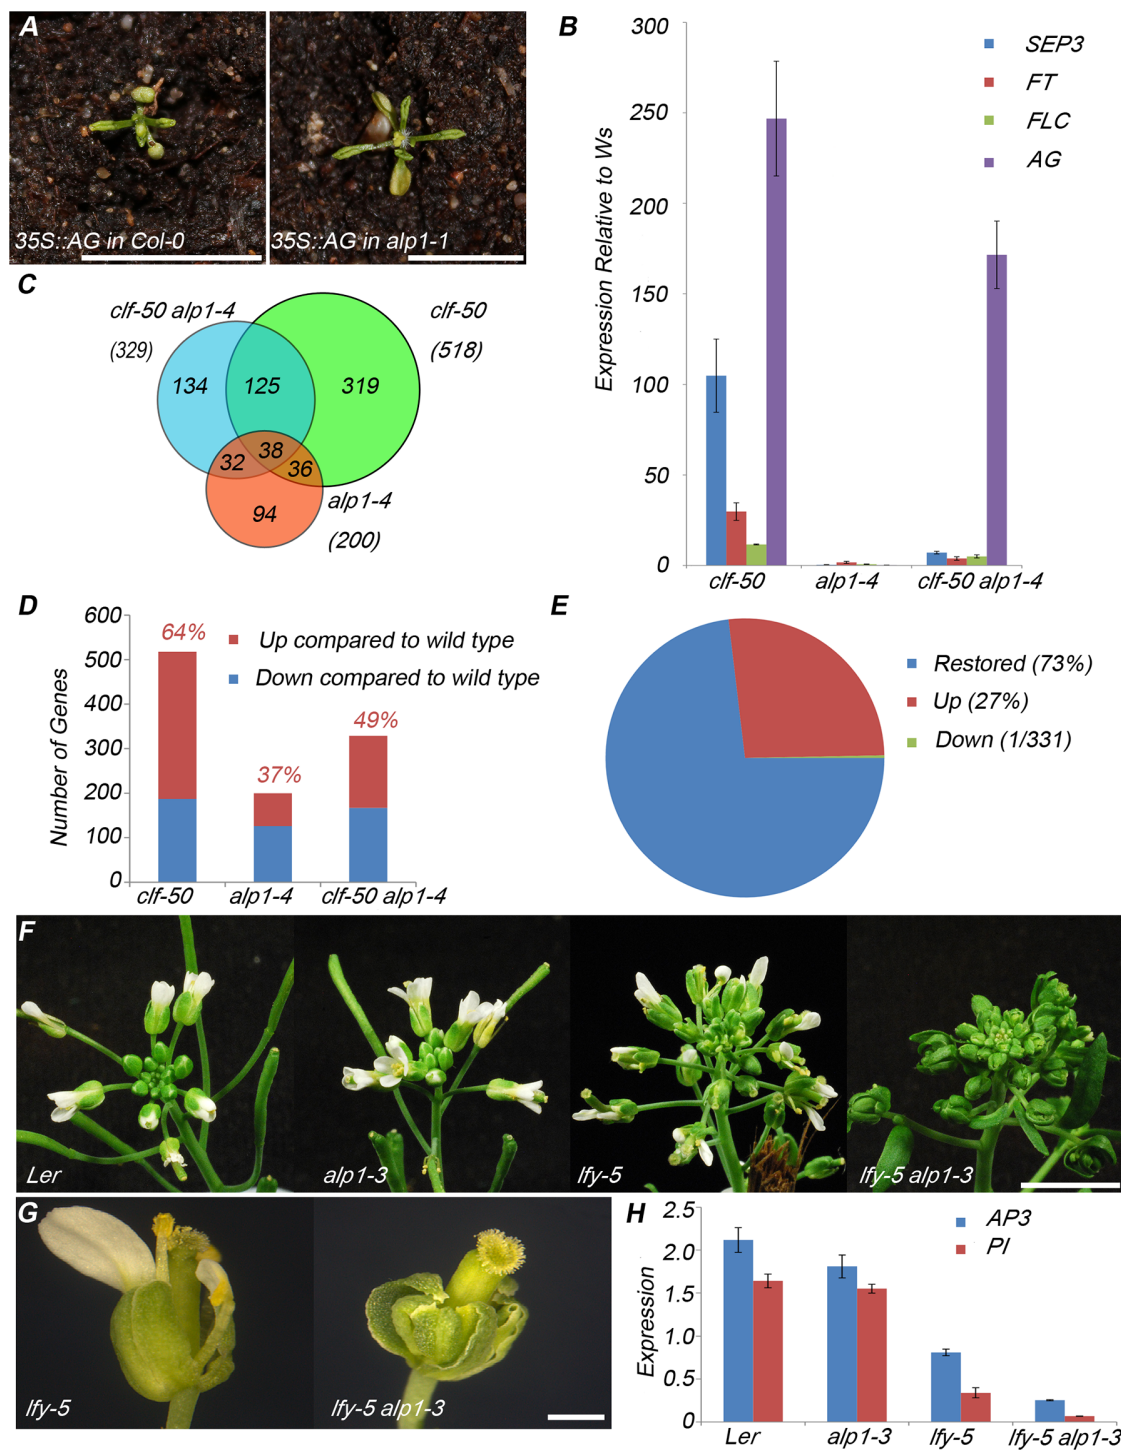 A
35S::AG in Col-0
35S::AG in alp1-1
B
300
250
200
150
100
50
0
Expression Relative to Ws
SEP3
FT
FLC
AG
clf-50
alp1-4
clf-50 alp1-4
C
clf-50 alp1-4
(329)
clf-50
(518)
134
125
319
32
38
36
94
alp1-4
(200)
D
600
500
400
300
200
100
0
Number of Genes
64%
37%
49%
Up compared to wild type
Down compared to wild type
clf-50
alp1-4
clf-50 alp1-4
E
Restored (73%)
Up (27%)
Down (1/331)
F
Ler
alp1-3
lfy-5
lfy-5 alp1-3
G
lfy-5
lfy-5 alp1-3
H
2.5
2.0
1.5
1.0
0.5
0
Expression
AP3
PI
Ler
alp1-3
lfy-5
lfy-5 alp1-3